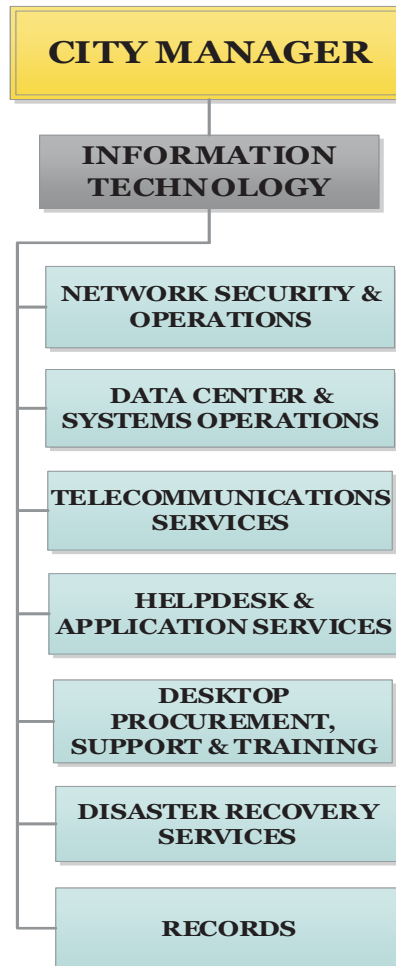 CITY MANAGER
INFORMATION
TECHNOLOGY
NETWORK SECURITY &
OPERATIONS
DATA CENTER &
SYSTEMS OPERATIONS
TELECOMMUNICATIONS
SERVICES
HELPDESK &
APPLICATION SERVICES
DESKTOP
PROCUREMENT,
SUPPORT & TRAINING
DISASTER RECOVERY
SERVICES
RECORDS